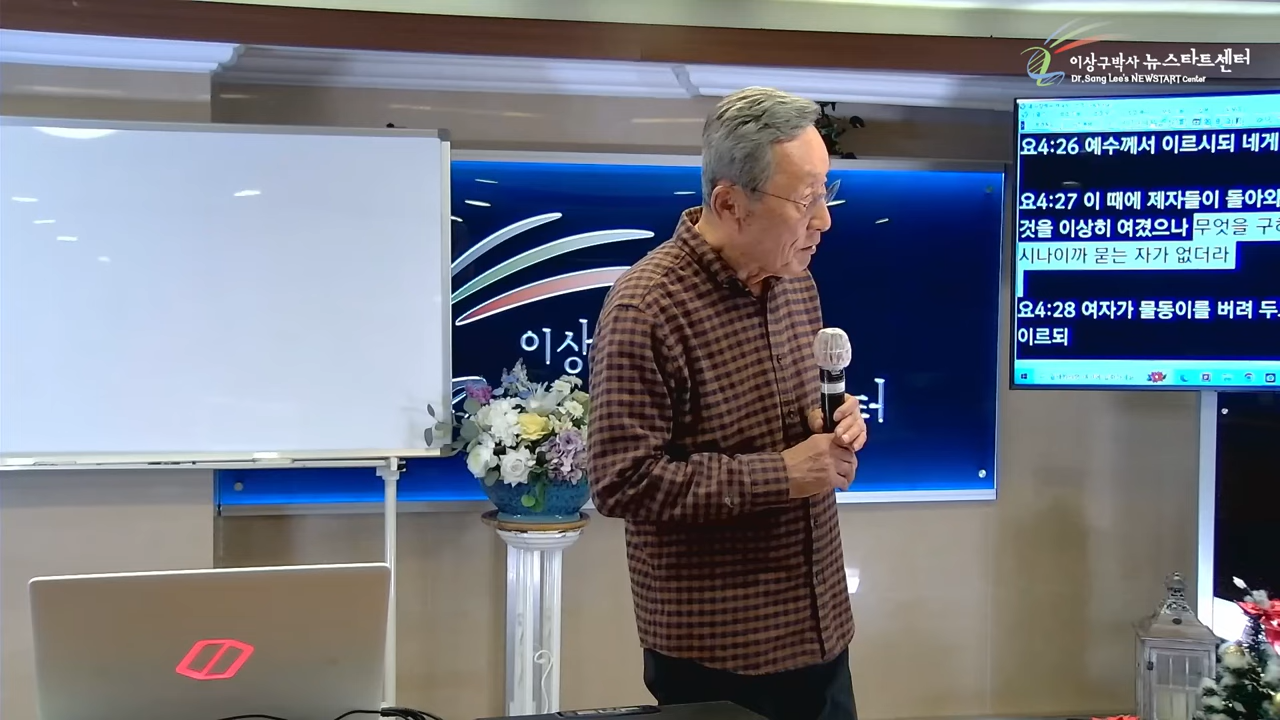 이상구박사 뉴스타트센터
Dr. Sang Lee's NEWSTART Center
요4:26 예수께서 이르시되 네게
요4:27 이 때에 제자들이 돌아와
것을 이상히 여겼으나 무엇을 구하
시나이까 묻는 자가 없더라
요4:28 여자가 물동이를 버려 두
이르되
이상
터